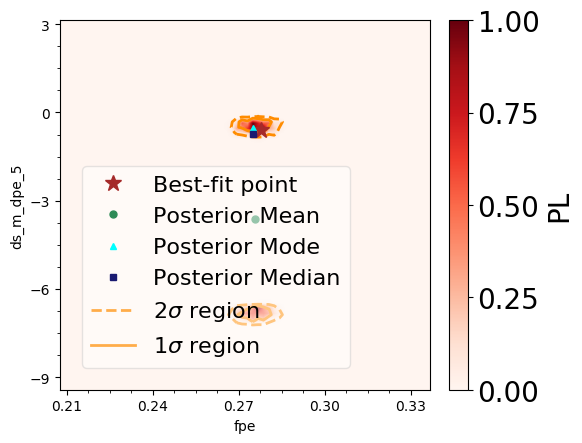 3
0
−3
−6
−9
ds_m_dpe_5
0.21 0.24 0.27 0.30 0.33
fpe
Best-fit point
Posterior Mean
Posterior Mode
Posterior Median
2σ region
1σ region
1.00
0.75
0.50
0.25
0.00
PL